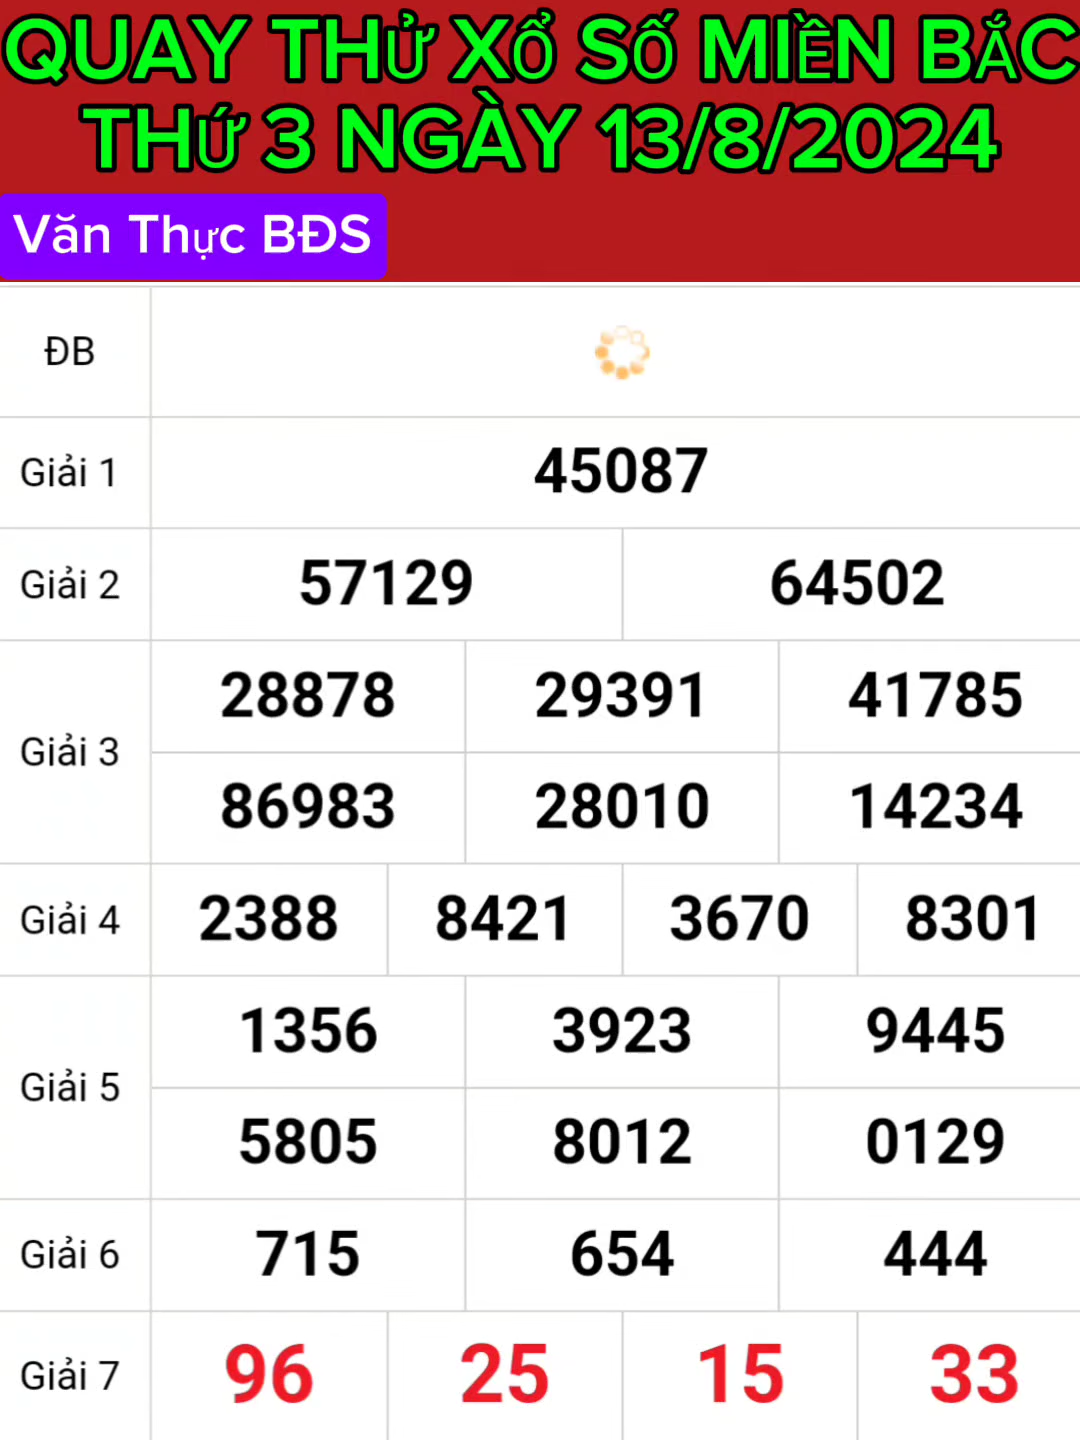 QUAY THỬ XỔ SỐ MIỀN BẮC
THỨ 3 NGÀY 13/8/2024
Văn Thực BĐS
ĐB
Giải 1 45087
Giải 2 57129 64502
Giải 3 28878 29391 41785
86983 28010 14234
Giải 4 2388 8421 3670 8301
Giải 5 1356 3923 9445
5805 8012 0129
Giải 6 715 654 444
Giải 7 96 25 15 33